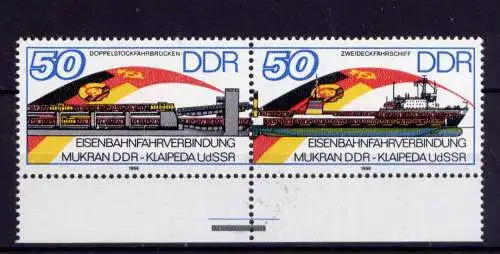 DOPPELSTOCKFÄHRBRÜCKEN
50 DDR
EISENBAHNFÄHRVERBINDUNG
MUKRAN DDR - KLAIPEDA UdSSR
1986
ZWEIDECKFÄHRSCHIFF
50 DDR
EISENBAHNFÄHRVERBINDUNG
MUKRAN DDR - KLAIPEDA UdSSR
1986